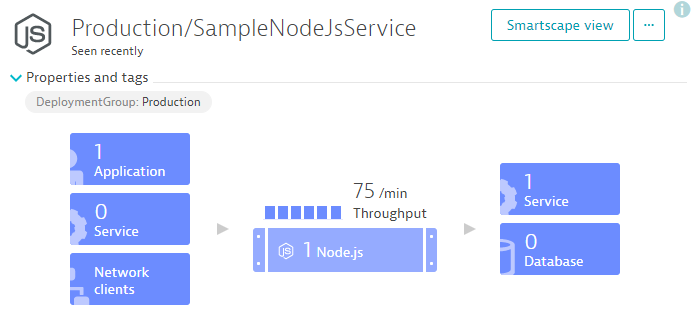 JS
Production/SampleNodeJsService
Seen recently
Smartscape view
...
i
Properties and tags
DeploymentGroup: Production
1
Application
0
Service
Network
clients
75 /min
Throughput
JS
1 Node.js
1
Service
0
Database